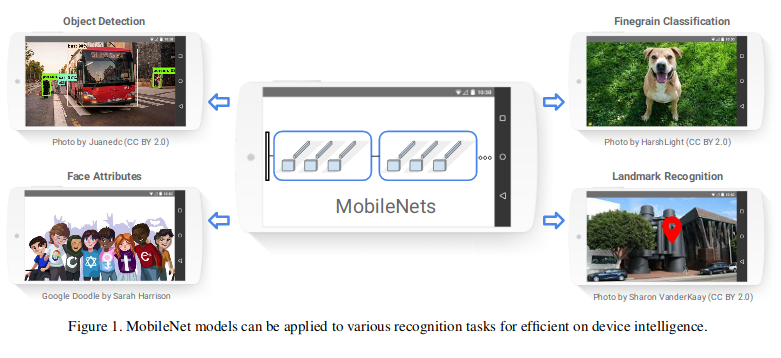 Object Detection
Finegrain Classification
10:30
Photo by Juanedc (CC BY 2.0)
Photo by HarshLight (CC BY 2.0)
MobileNets
Face Attributes
Landmark Recognition
Google Doodle by Sarah Harrison
Photo by Sharon VanderKaay (CC BY 2.0)
Figure 1. MobileNet models can be applied to various recognition tasks for efficient on device intelligence.